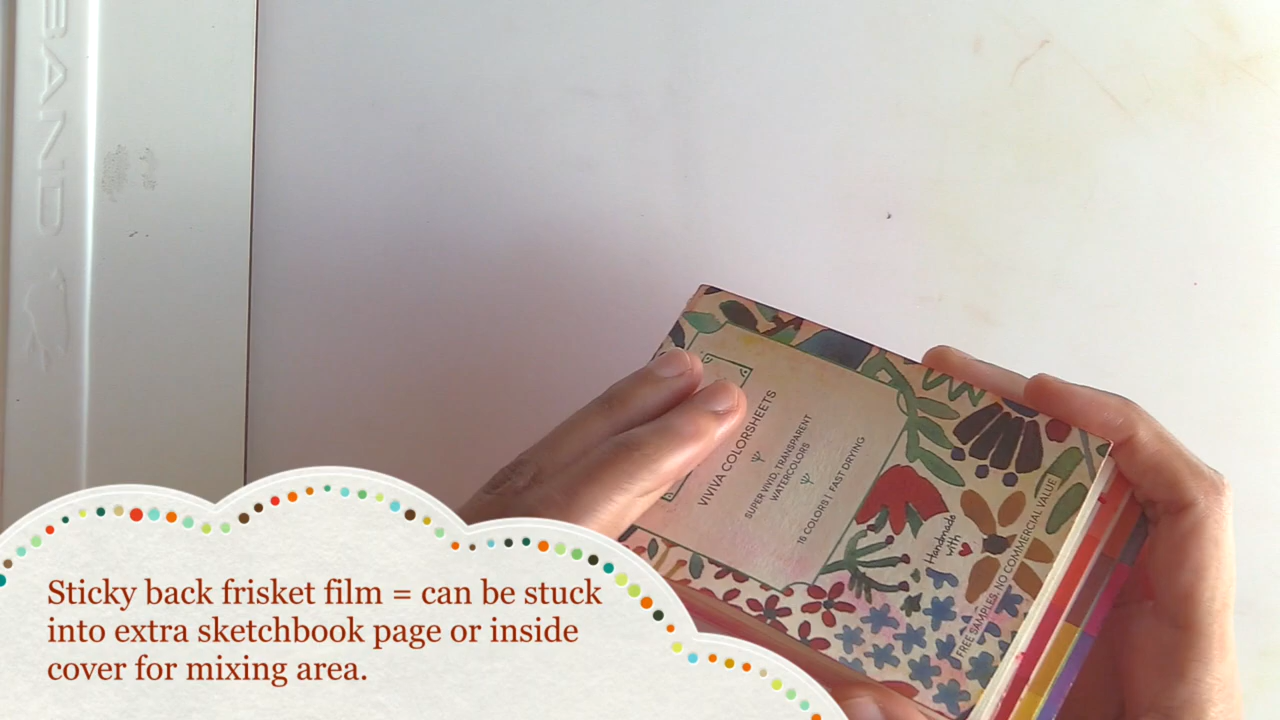 BAND
VIVIVA COLORSHEETS
SUPER VIVID, TRANSPARENT
WATERCOLORS
16 COLORS | FAST DRYING
Handmade
with
FREE SAMPLES, NO COMMERCIAL VALUE
Sticky back frisket film = can be stuck
into extra sketchbook page or inside
cover for mixing area.